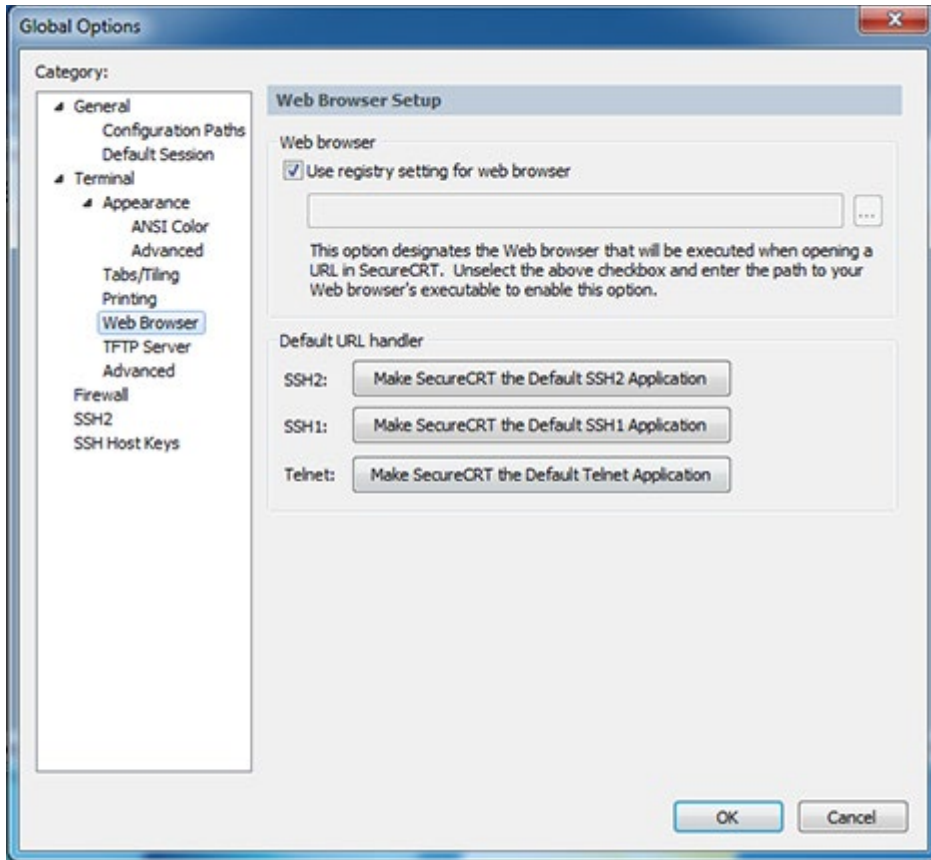 Global Options
Category:
General
Configuration Paths
Default Session
Terminal
Appearance
ANSI Color
Advanced
Tabs/Tiling
Printing
Web Browser
TFTP Server
Advanced
Firewall
SSH2
SSH Host Keys
Web Browser Setup
Web browser
Use registry setting for web browser
...
This option designates the Web browser that will be executed when opening a
URL in SecureCRT. Unselect the above checkbox and enter the path to your
Web browser's executable to enable this option.
Default URL handler
SSH2: Make SecureCRT the Default SSH2 Application
SSH1: Make SecureCRT the Default SSH1 Application
Telnet: Make SecureCRT the Default Telnet Application
OK Cancel